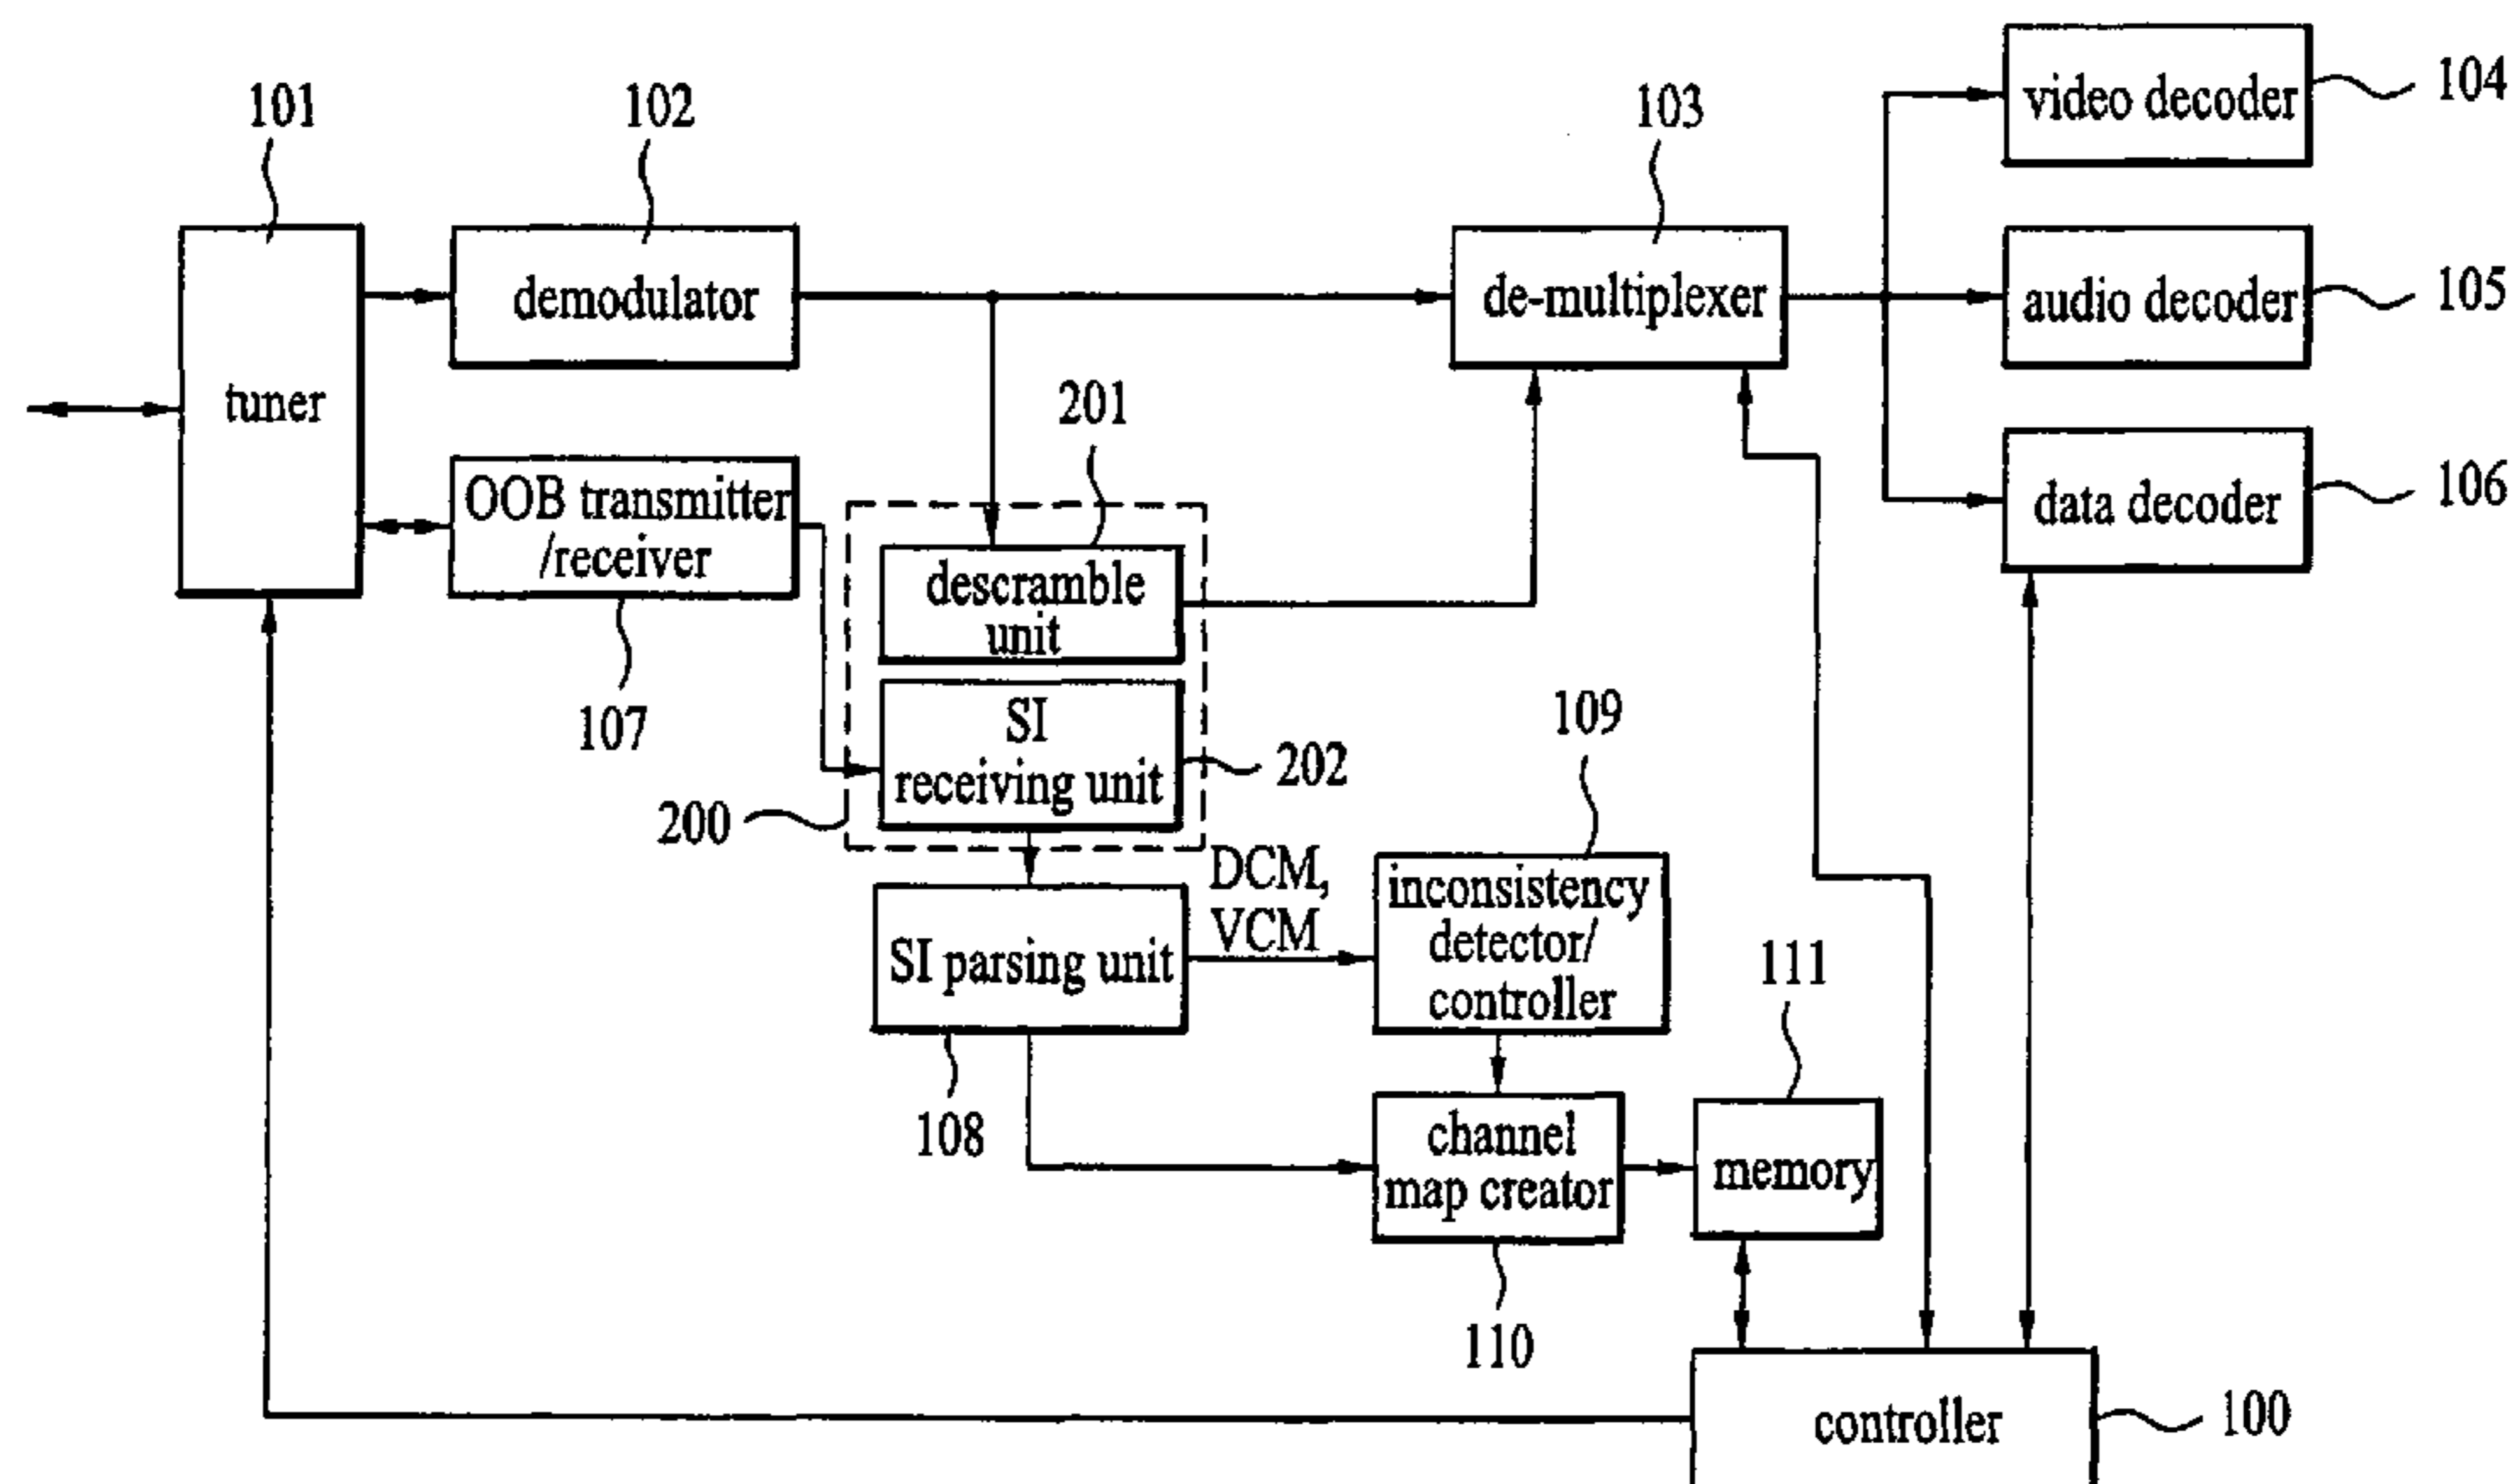 101
102
103
video decoder
104
tuner
demodulator
de-multiplexer
audio decoder
105
201
OOB transmitter
/receiver
data decoder
106
descramble
unit
107
SI
receiving unit
202
200
109
DCM,
VCM
SI parsing unit
inconsistency
detector/
controller
111
108
channel
map creator
memory
110
controller
100